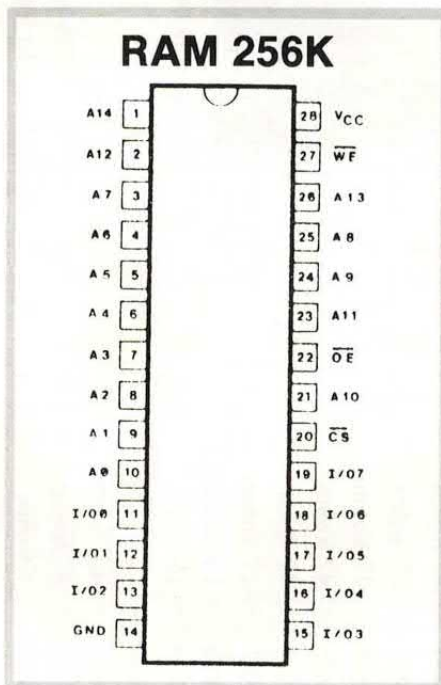 RAM 256K
A14 1 28 VCC
A12 2 27 WE
A7 3 26 A13
A6 4 25 A8
A5 5 24 A9
A4 6 23 A11
A3 7 22 OE
A2 8 21 A10
A1 9 20 CS
A0 10 19 I/O7
I/O0 11 18 I/O6
I/O1 12 17 I/O5
I/O2 13 16 I/O4
GND 14 15 I/O3